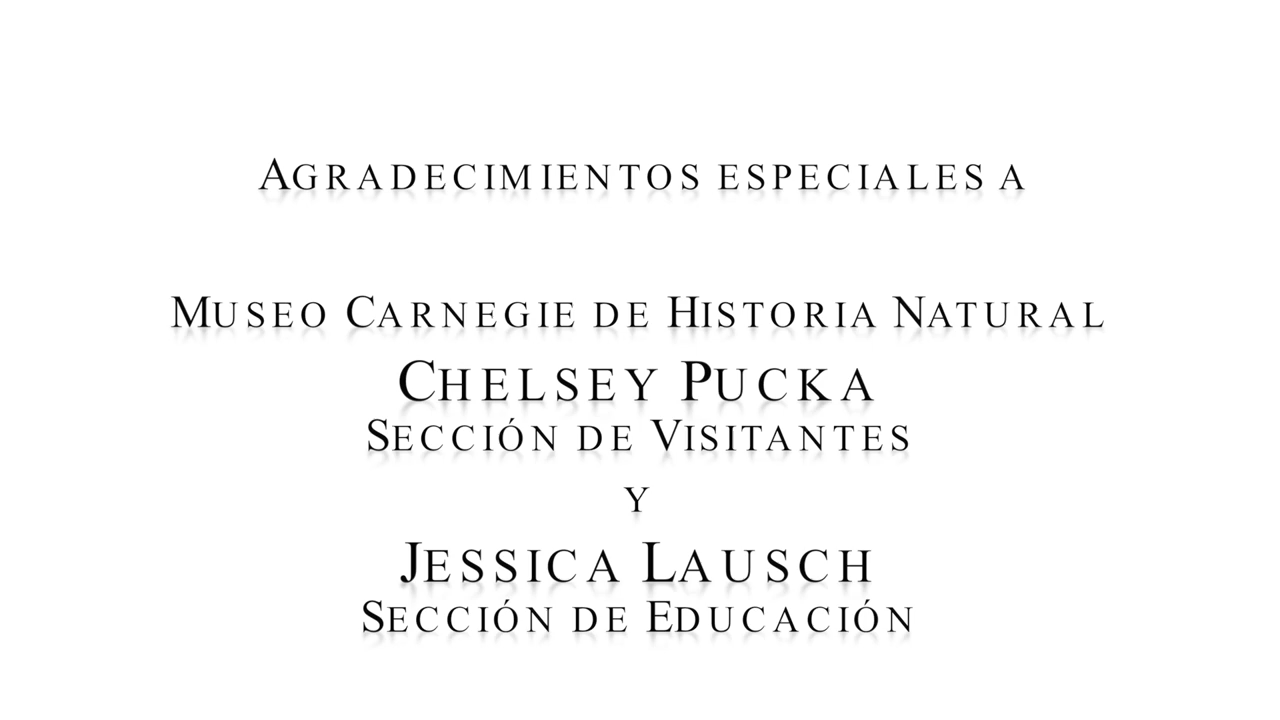 Agradecimientos especiales a
Museo Carnegie de Historia Natural
Chelsey Pucka
Sección de Visitantes
y
Jessica Lausch
Sección de Educación